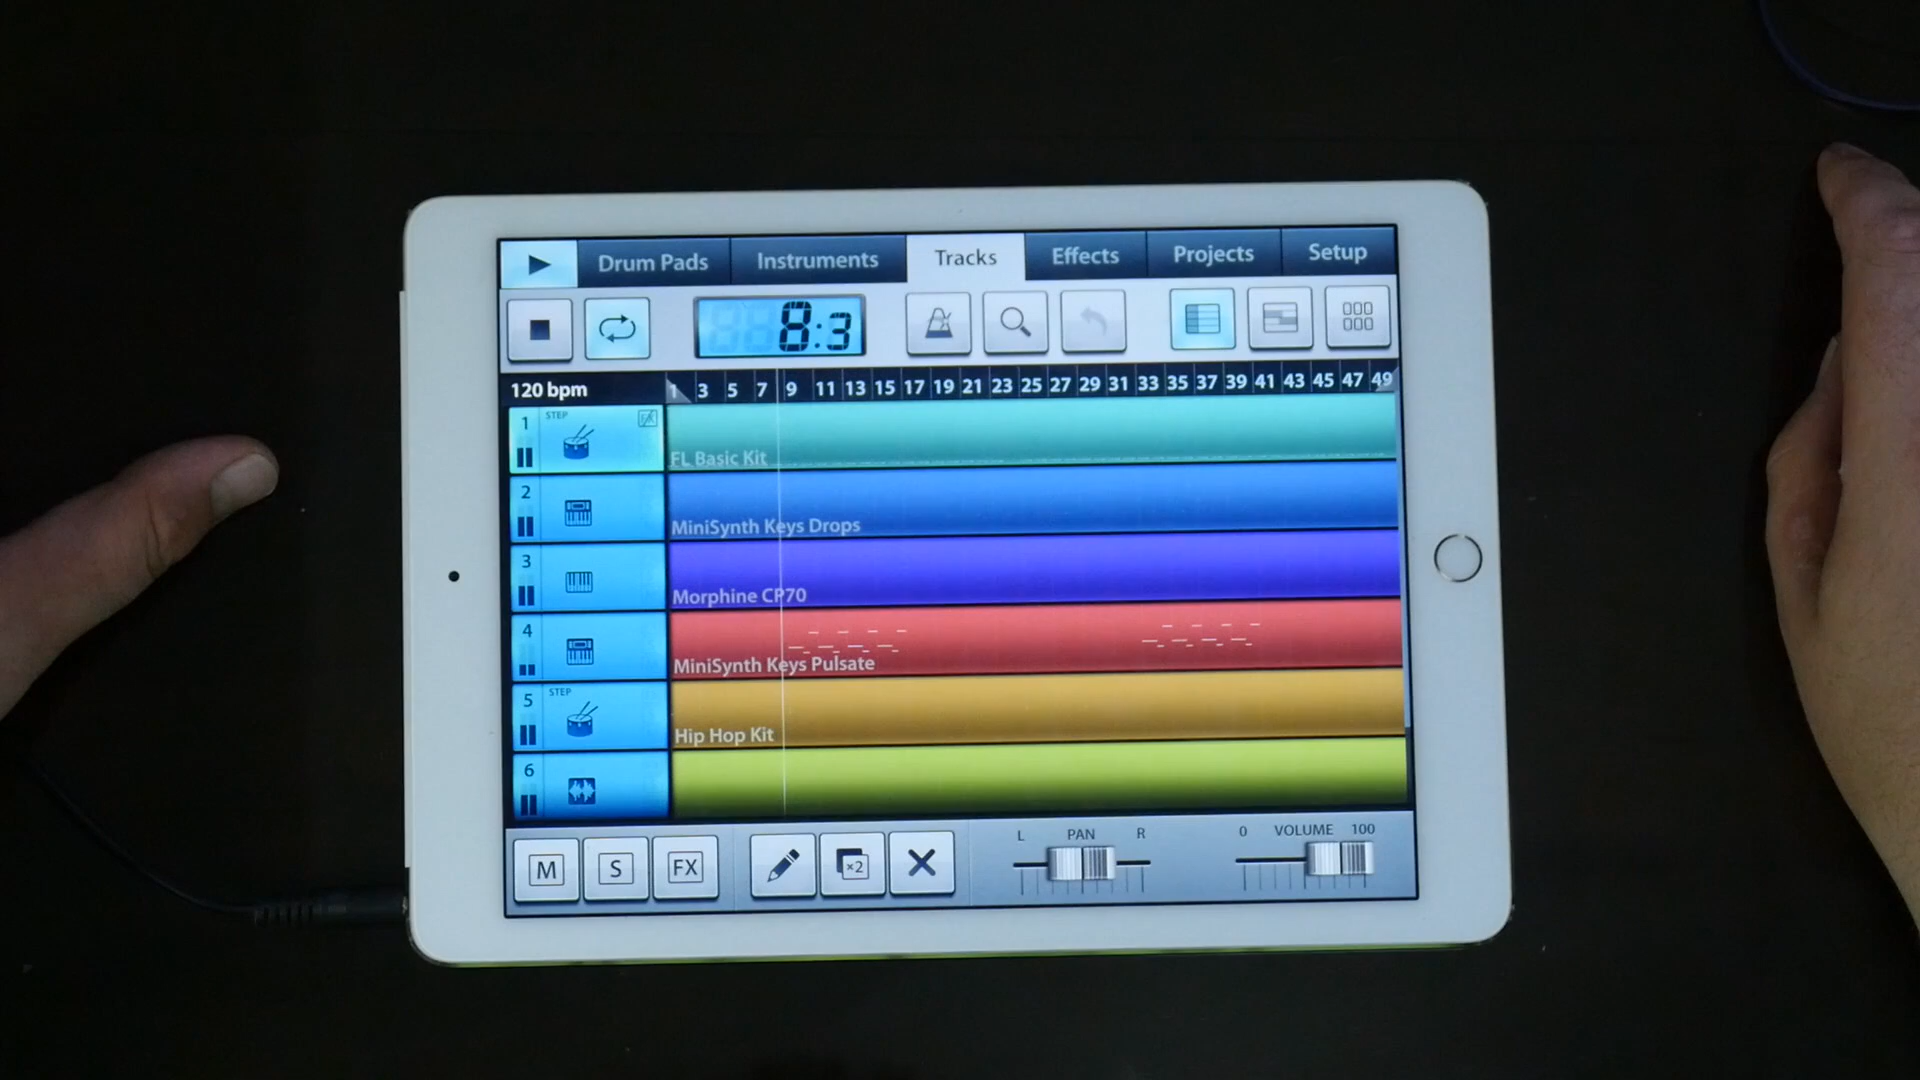 Drum Pads Instruments Tracks Effects Projects Setup
8:3
120 bpm 1 3 5 7 9 11 13 15 17 19 21 23 25 27 29 31 33 35 37 39 41 43 45 47 49
1 STEP FX
FL Basic Kit
2
MiniSynth Keys Drops
3
Morphine CP70
4
MiniSynth Keys Pulsate
5 STEP
Hip Hop Kit
6
L PAN R 0 VOLUME 100
M S FX x2